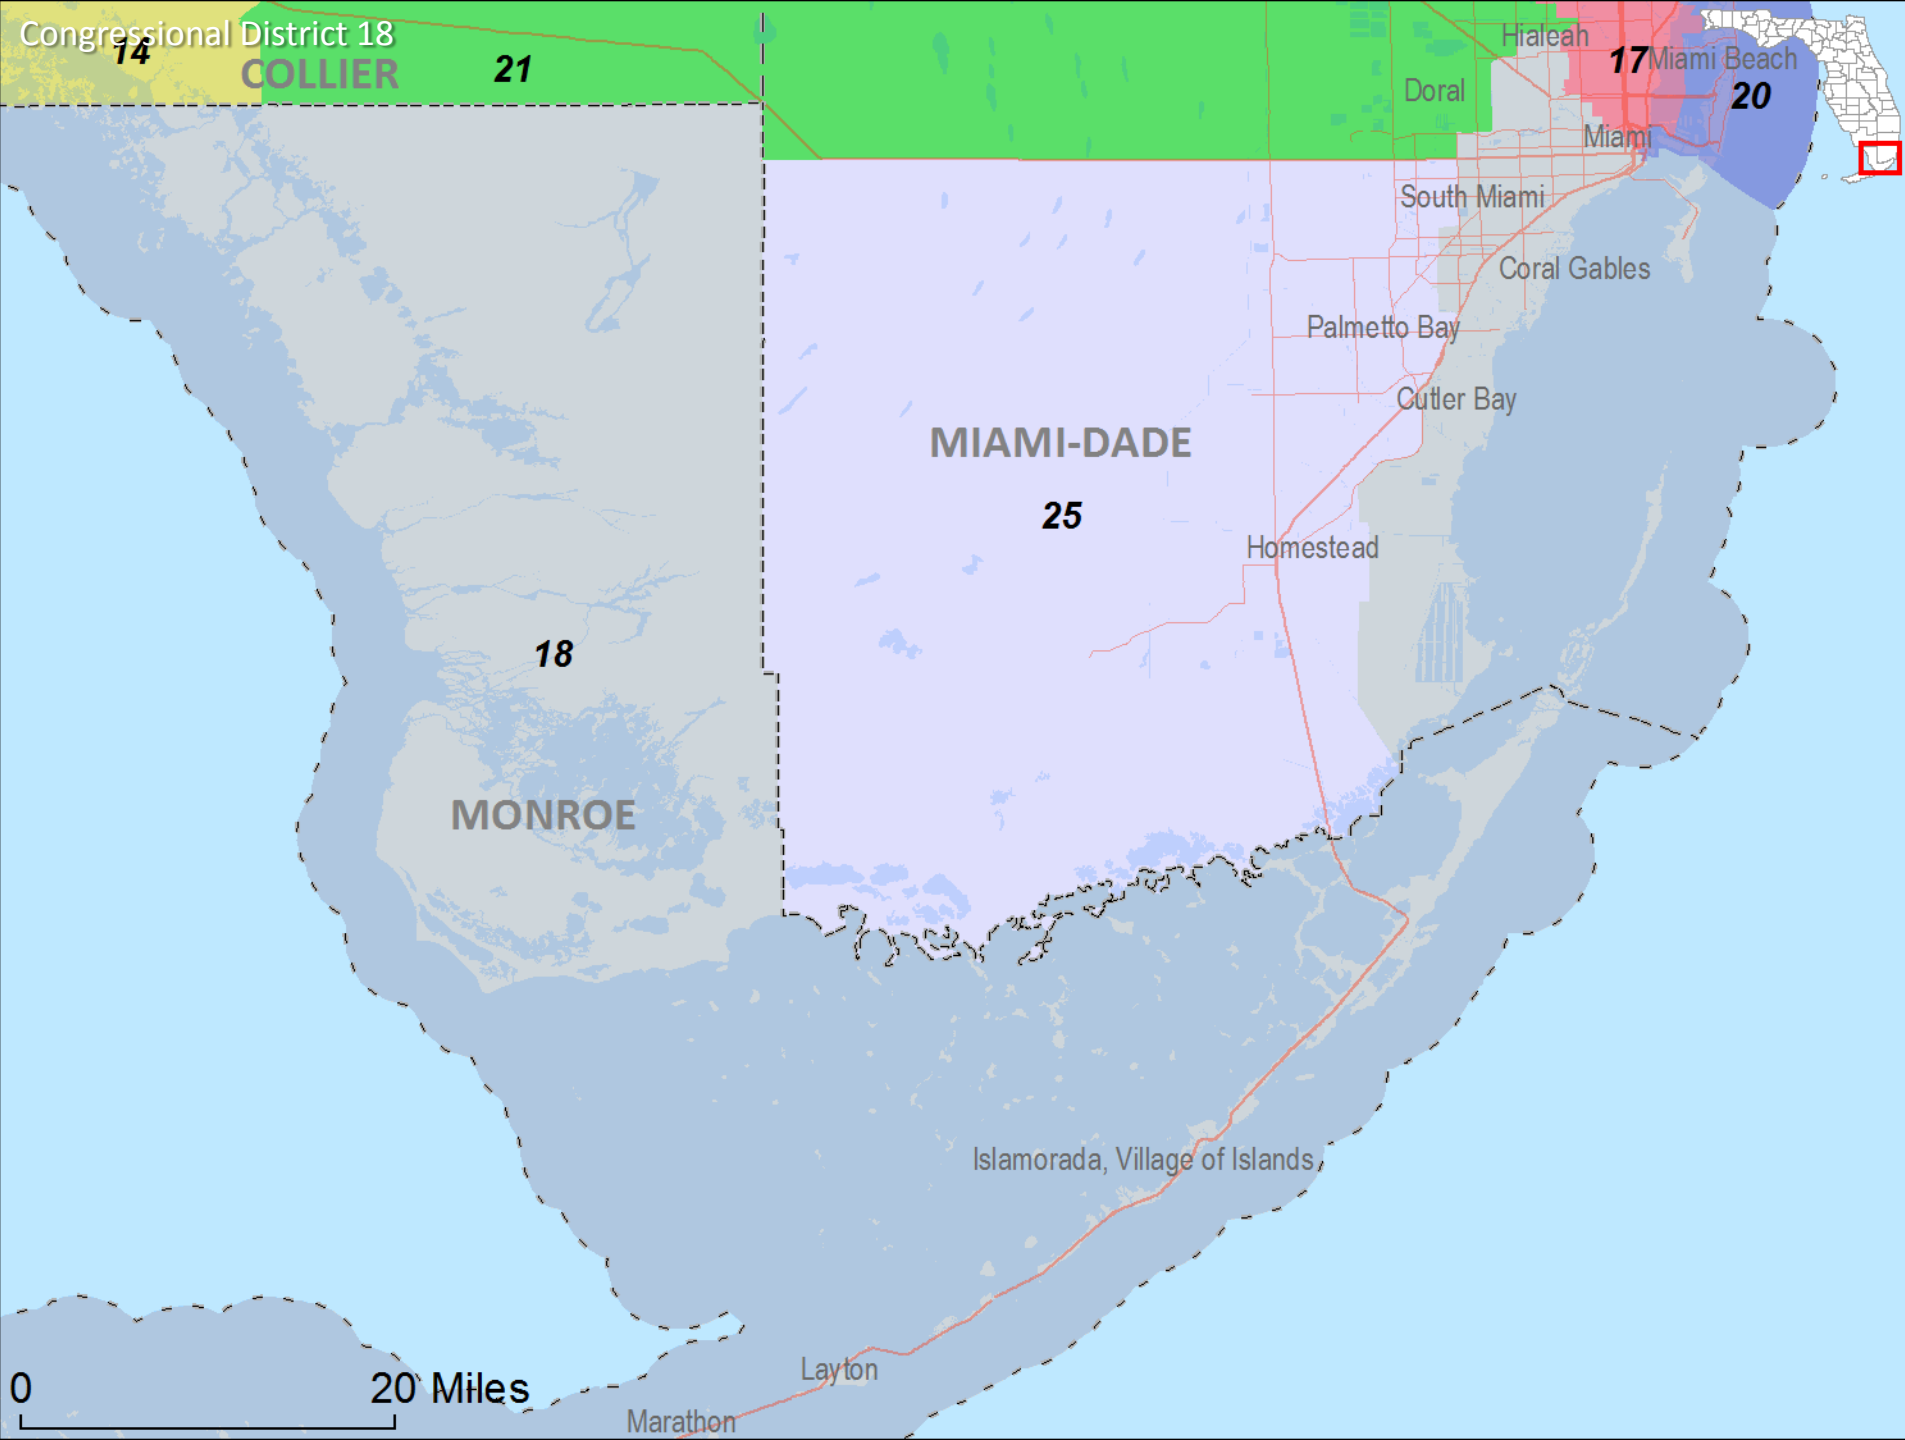 Congressional District 18
14
COLLIER
21
Hialeah
17
Miami Beach
20
Doral
Miami
South Miami
Coral Gables
Palmetto Bay
Cutler Bay
MIAMI-DADE
25
Homestead
18
MONROE
Islamorada, Village of Islands
Layton
0
20 Miles
Marathon